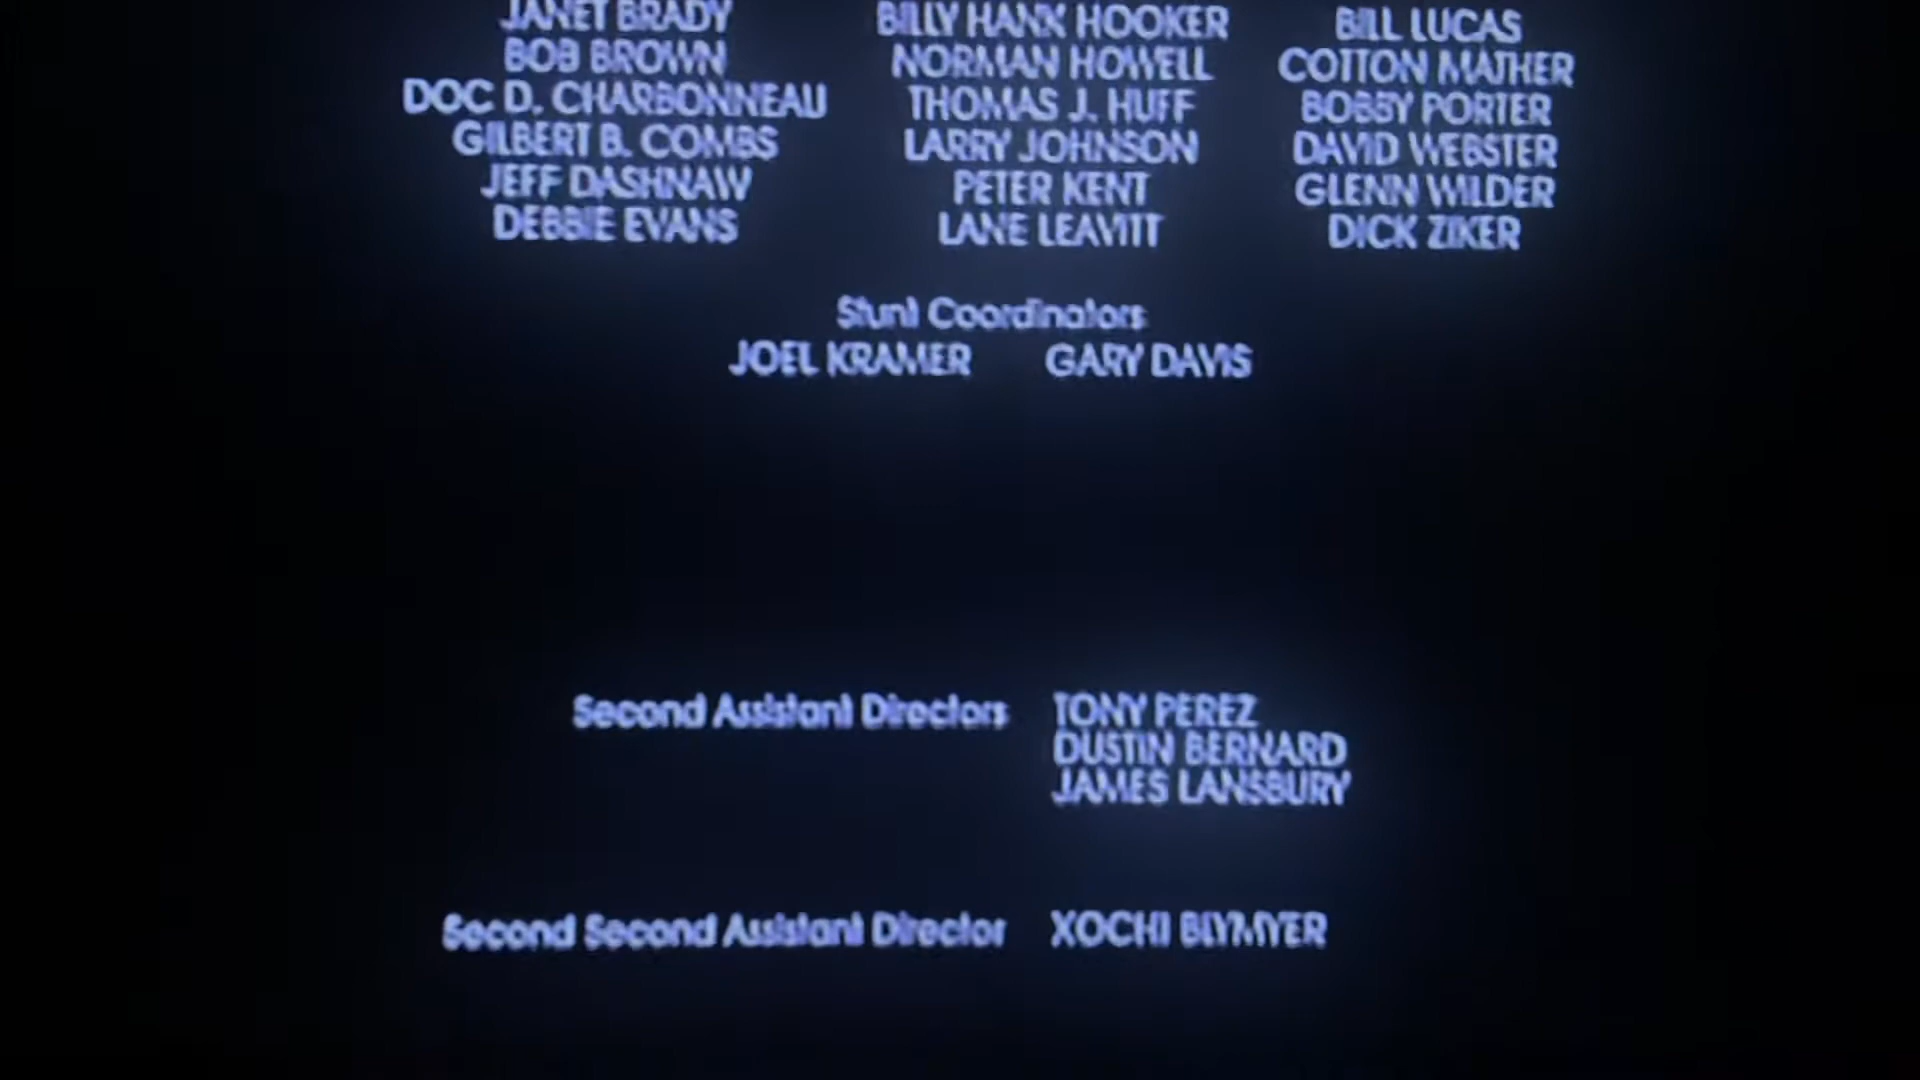 JANET BRADY BILLY HANK HOOKER BILL LUCAS
BOB BROWN NORMAN HOWELL COTTON MATHER
DOC D. CHARBONNEAU THOMAS J. HUFF BOBBY PORTER
GILBERT B. COMBS LARRY JOHNSON DAVID WEBSTER
JEFF DASHNAW PETER KENT GLENN WILDER
DEBBIE EVANS LANE LEAVITT DICK ZIKER
Stunt Coordinators
JOEL KRAMER GARY DAVIS
Second Assistant Directors TONY PEREZ
DUSTIN BERNARD
JAMES LANSBURY
Second Second Assistant Director XOCHI BLYMYER